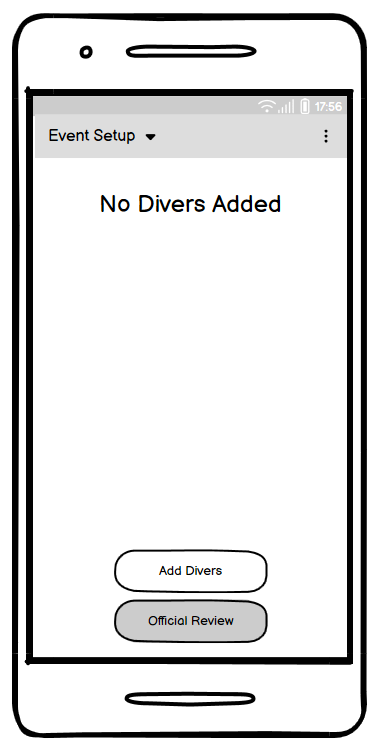 17:56
Event Setup
No Divers Added
Add Divers
Official Review